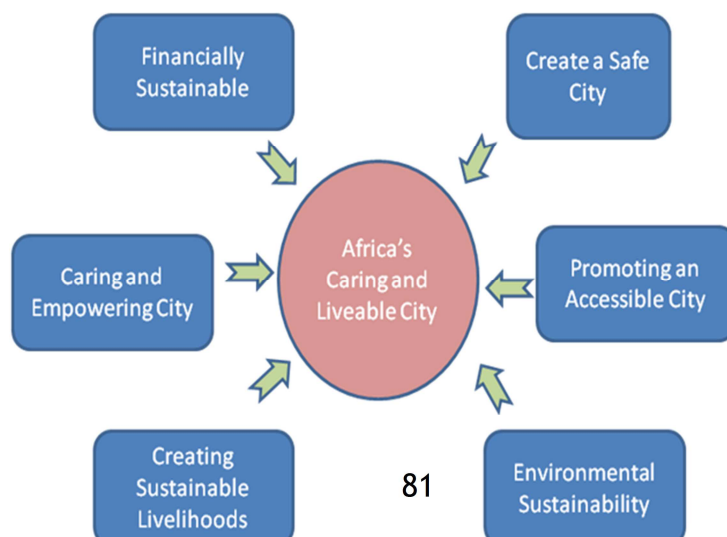 Financially
Sustainable
Create a Safe
City
Africa's
Caring and
Liveable City
Caring and
Empowering City
Promoting an
Accessible City
Creating
Sustainable
Livelihoods
81
Environmental
Sustainability